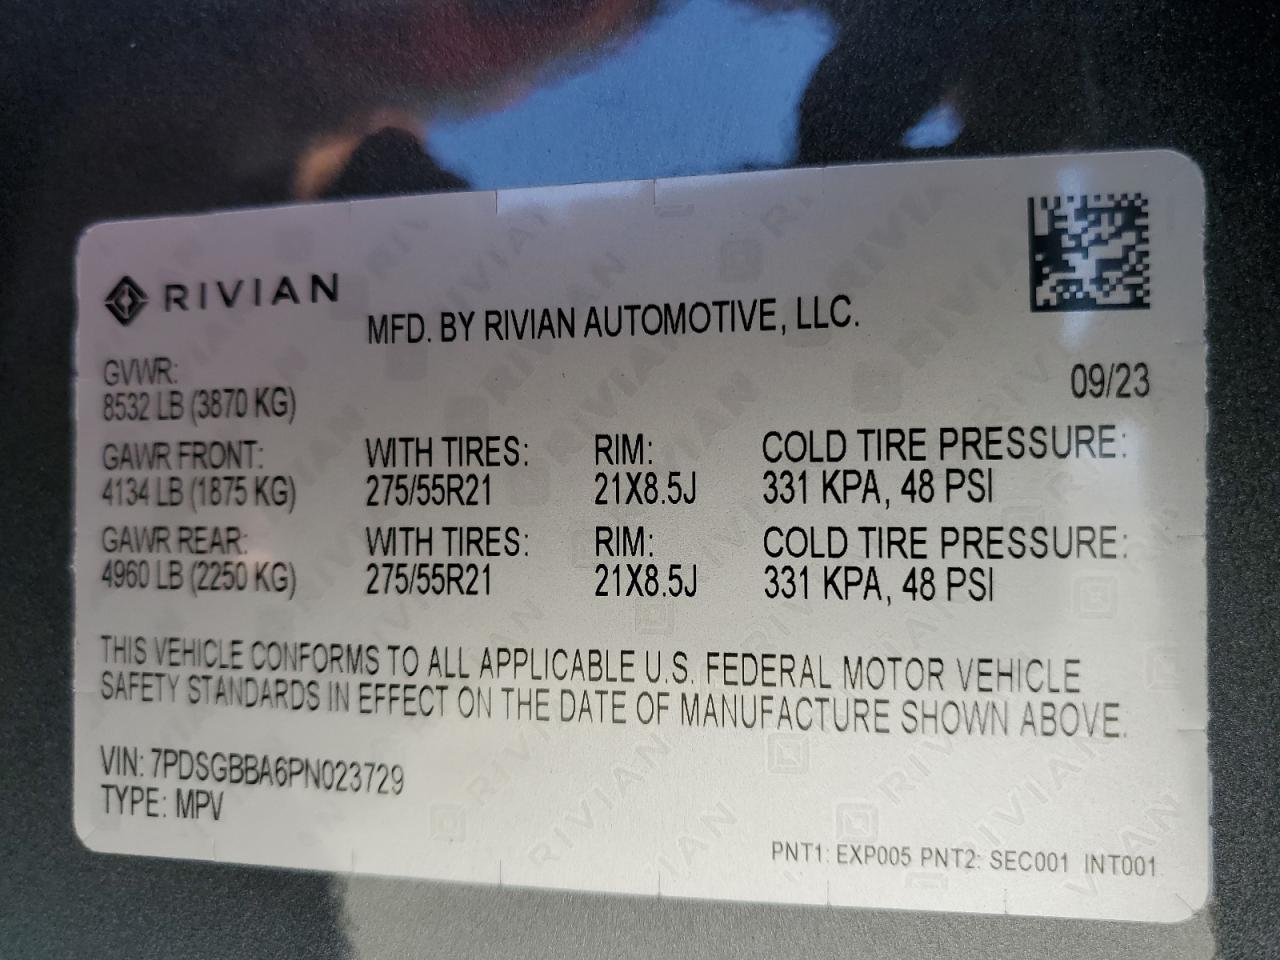 RIVIAN
MFD. BY RIVIAN AUTOMOTIVE, LLC.
GVWR:
8532 LB (3870 KG)
09/23
GAWR FRONT: WITH TIRES: RIM: COLD TIRE PRESSURE:
4134 LB (1875 KG) 275/55R21 21X8.5J 331 KPA, 48 PSI
GAWR REAR: WITH TIRES: RIM: COLD TIRE PRESSURE:
4960 LB (2250 KG) 275/55R21 21X8.5J 331 KPA, 48 PSI
THIS VEHICLE CONFORMS TO ALL APPLICABLE U.S. FEDERAL MOTOR VEHICLE
SAFETY STANDARDS IN EFFECT ON THE DATE OF MANUFACTURE SHOWN ABOVE.
VIN: 7PDSGBBA6PN023729
TYPE: MPV
PNT1: EXP005 PNT2: SEC001 INT001